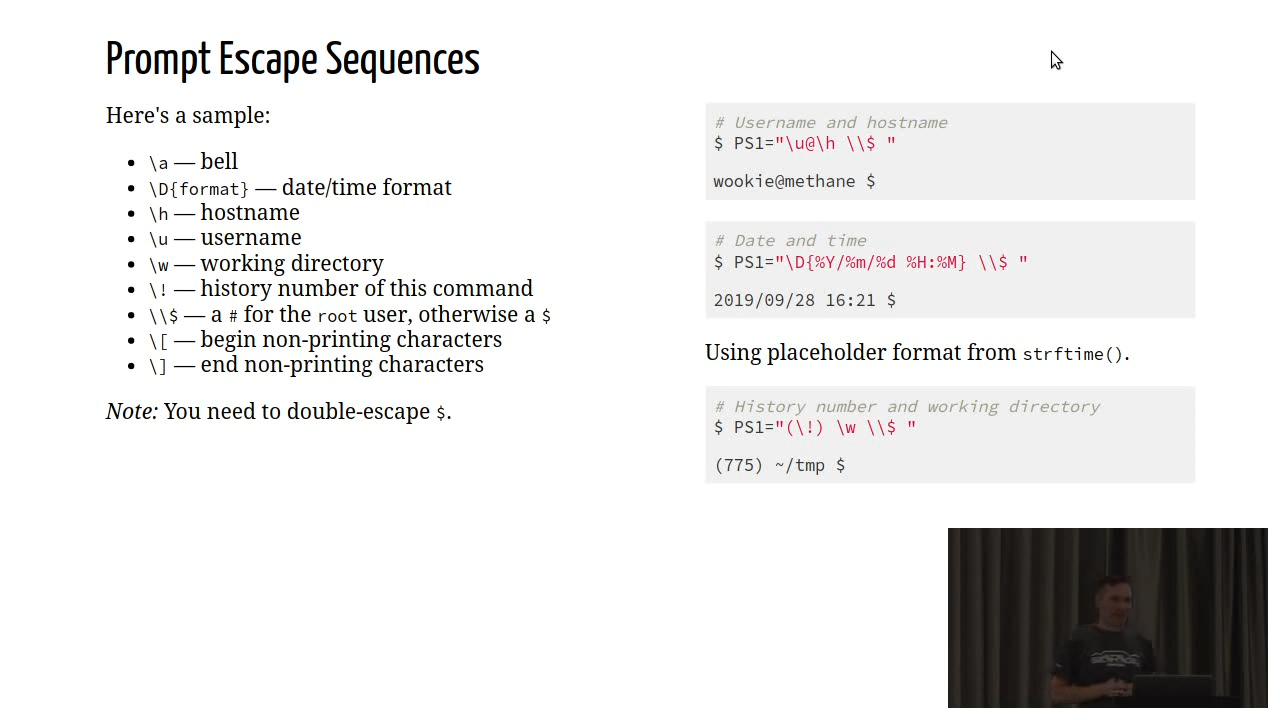 Prompt Escape Sequences
Here's a sample:
• \a — bell
• \D{format} — date/time format
• \h — hostname
• \u — username
• \w — working directory
• \! — history number of this command
• \\$ — a # for the root user, otherwise a $
• \[ — begin non-printing characters
• \] — end non-printing characters
Note: You need to double-escape $.
# Username and hostname
$ PS1="\u@\h \\$ "
wookie@methane $
# Date and time
$ PS1="\D{%Y/%m/%d %H:%M} \\$ "
2019/09/28 16:21 $
Using placeholder format from strftime().
# History number and working directory
$ PS1="(\!) \w \\$ "
(775) ~/tmp $